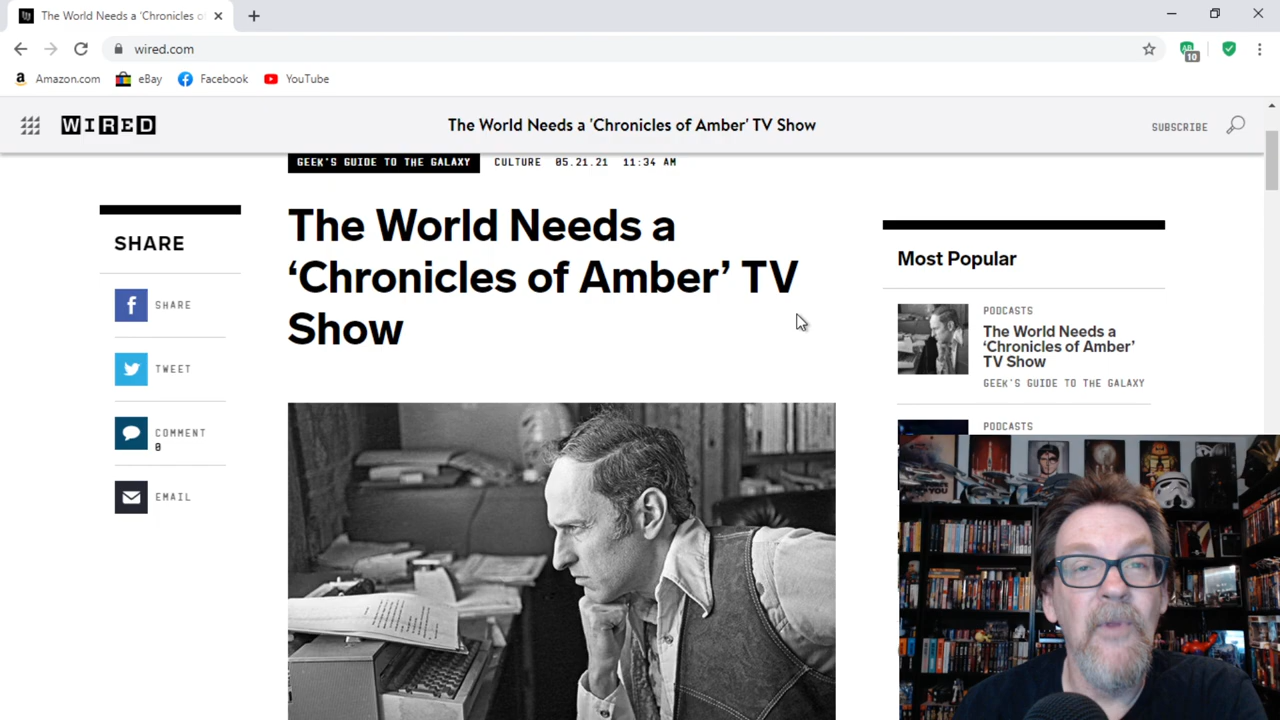 The World Needs a 'Chronicles of
wired.com
10
Amazon.com
eBay
Facebook
YouTube
WIRED
The World Needs a 'Chronicles of Amber' TV Show
SUBSCRIBE
GEEK'S GUIDE TO THE GALAXY
CULTURE
05.21.21 11:34 AM
The World Needs a
‘Chronicles of Amber’ TV
Show
SHARE
SHARE
TWEET
COMMENT
0
EMAIL
Most Popular
PODCASTS
The World Needs a
‘Chronicles of Amber’
TV Show
GEEK'S GUIDE TO THE GALAXY
PODCASTS